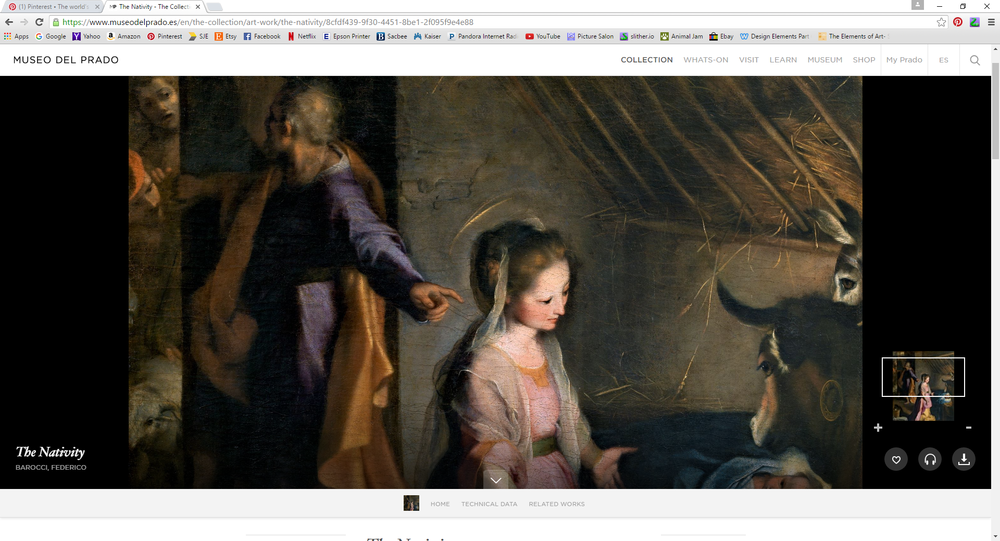 (1) Pinterest • The world's
The Nativity - The Collect
https://www.museodelprado.es/en/the-collection/art-work/the-nativity/8cfdf439-9f30-4451-8be1-2f095f9e4e88
Apps Google Yahoo Amazon Pinterest SJE Etsy Facebook Netflix Epson Printer Sacbee Kaiser Pandora Internet Radi YouTube Picture Salon slither.io Animal Jam Ebay Design Elements Part The Elements of Art-
MUSEO DEL PRADO
COLLECTION WHATS-ON VISIT LEARN MUSEUM SHOP My Prado ES
The Nativity
BAROCCI, FEDERICO
HOME TECHNICAL DATA RELATED WORKS
The Nativity